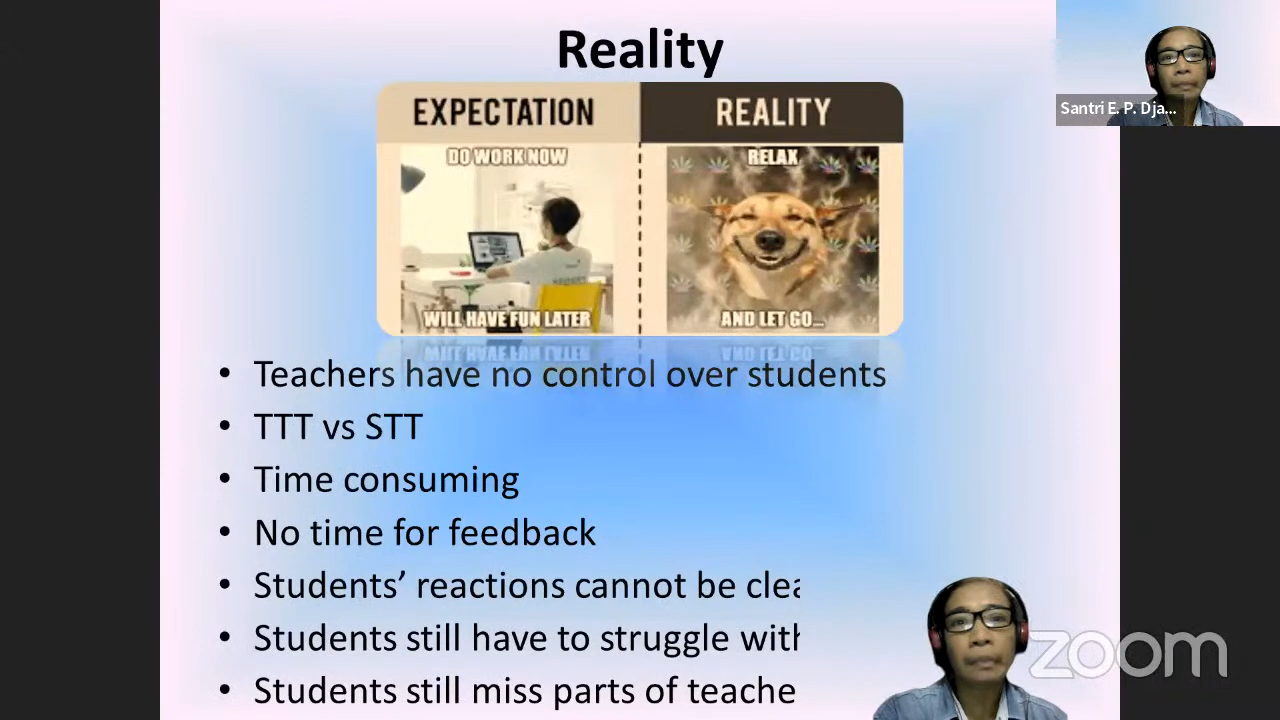 Reality
EXPECTATION
REALITY
DO WORK NOW
WILL HAVE FUN LATER
RELAX
AND LET GO...
• Teachers have no control over students
• TTT vs STT
• Time consuming
• No time for feedback
• Students’ reactions cannot be clea
• Students still have to struggle with
• Students still miss parts of teache
Santri E. P. Dja...
zoom